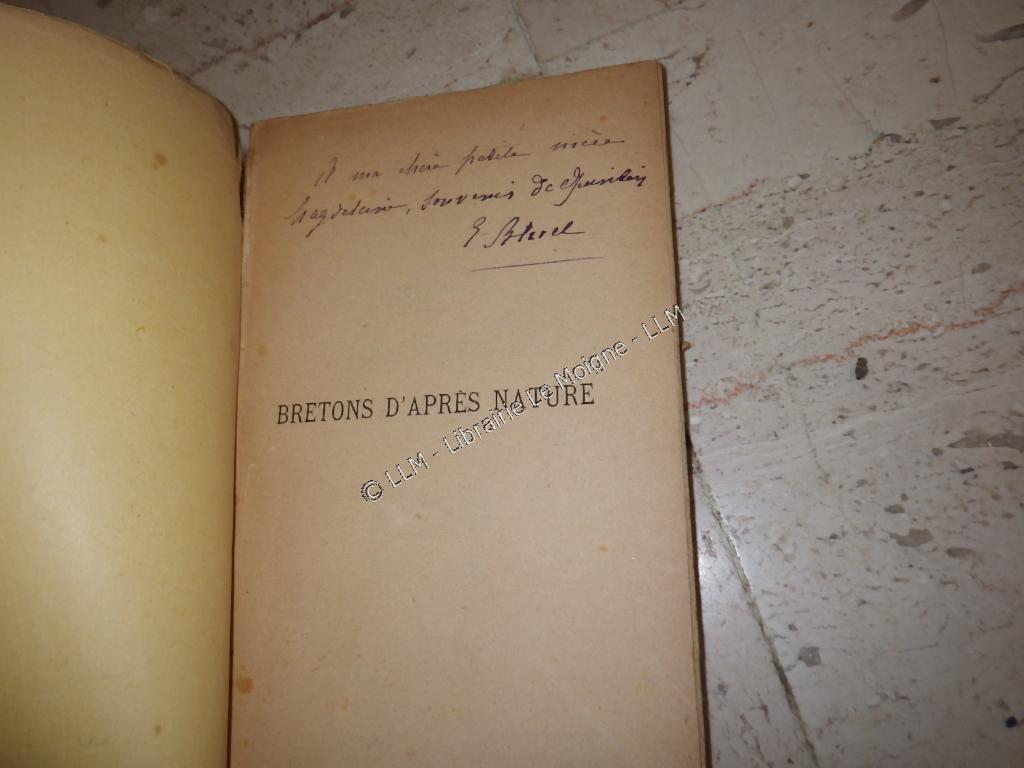 A ma chère petite nièce
Magdeleine, Souvenir de
E
BRETONS D'APRÈS NATURE
© LLM - Librairie Le Moigne - LLM